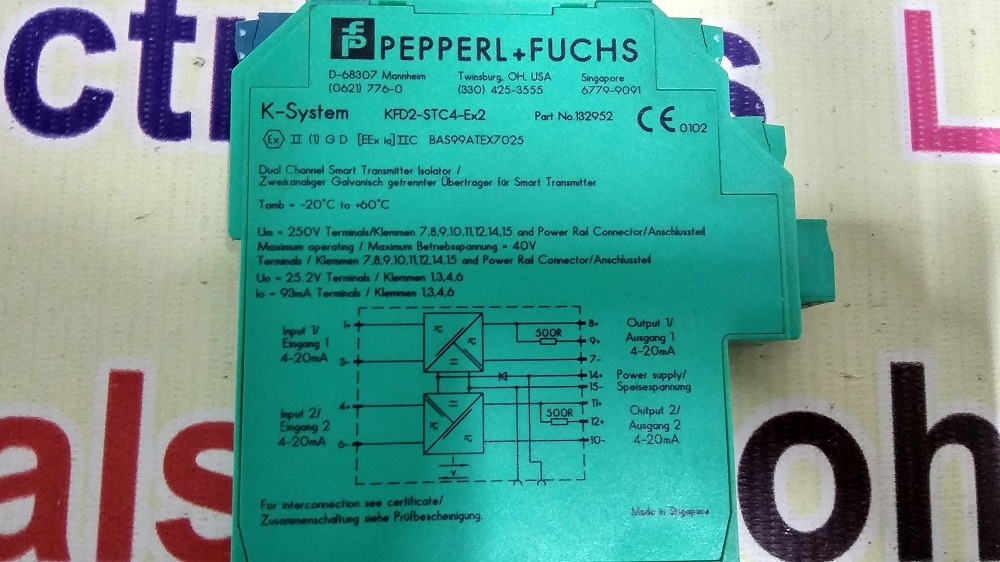 ctr
s
PEPPERL+FUCHS
D-68307 Mannheim Twinsburg, OH, USA Singapore
(0621) 776-0 (330) 425-3555 6779-9091
K-System KFD2-STC4-Ex2 Part No.132952 CE 0102
Ex II (1) G D [EEx ia] IIC BAS99ATEX7025
Dual Channel Smart Transmitter Isolator /
Zweikanaliger Galvanisch getrennter Übertrager für Smart Transmitter
Tamb = -20°C to +60°C
Um = 250V Terminals/Klemmen 7,8,9,10,11,12,14,15 and Power Rail Connector/Anschlussteil
Maximum operating / Maximum Betriebsspannung = 40V
Terminals / Klemmen 7,8,9,10,11,12,14,15 and Power Rail Connector/Anschlussteil
Uo = 25.2V Terminals / Klemmen 1,3,4,6
Io = 93mA Terminals / Klemmen 1,3,4,6
Input 1/
Eingang 1
4-20mA
1+
3-
500R
8+
9+
7-
Output 1/
Ausgang 1
4-20mA
14+ Power supply/
15- Speisespannung
Input 2/
Eingang 2
4-20mA
4+
6-
500R
11+
12+
10-
Output 2/
Ausgang 2
4-20mA
For interconnection see certificate/
Zusammenschaltung siehe Prüfbescheinigung.
Made in Singapore
als
oh